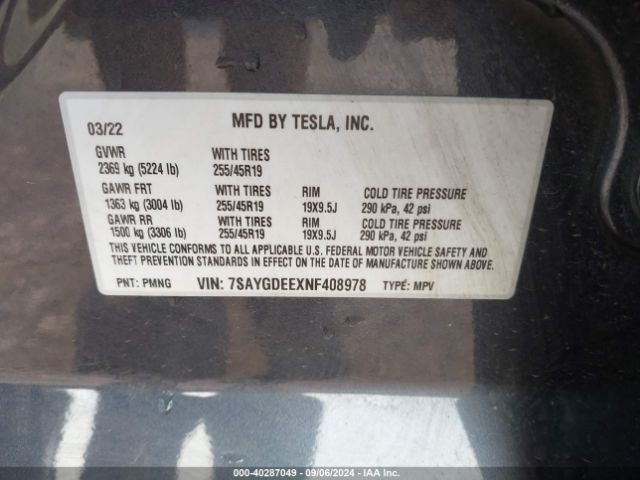 03/22 MFD BY TESLA, INC.
GVWR WITH TIRES
2369 kg (5224 lb) 255/45R19
GAWR FRT WITH TIRES RIM COLD TIRE PRESSURE
1363 kg (3004 lb) 255/45R19 19X9.5J 290 kPa, 42 psi
GAWR RR WITH TIRES RIM COLD TIRE PRESSURE
1500 kg (3306 lb) 255/45R19 19X9.5J 290 kPa, 42 psi
THIS VEHICLE CONFORMS TO ALL APPLICABLE U.S. FEDERAL MOTOR VEHICLE SAFETY AND
THEFT PREVENTION STANDARDS IN EFFECT ON THE DATE OF MANUFACTURE SHOWN ABOVE.
PNT: PMNG VIN: 7SAYGDEEXNF408978 TYPE: MPV
000-40287049 - 09/06/2024 - IAA Inc.